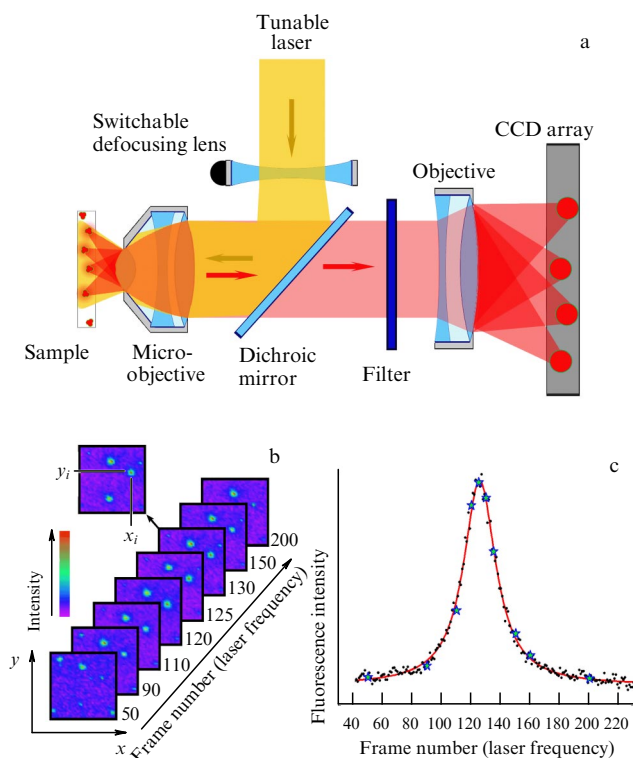 Tunable
laser
a
Switchable
defocusing lens
CCD array
Objective
Sample
Micro-
objective
Dichroic
mirror
Filter
b
y_i
x_i
Intensity
200
150
130
125
120
110
90
50
y
x
Frame number (laser frequency)
c
Fluorescence intensity
40 60 80 100 120 140 160 180 200 220
Frame number (laser frequency)